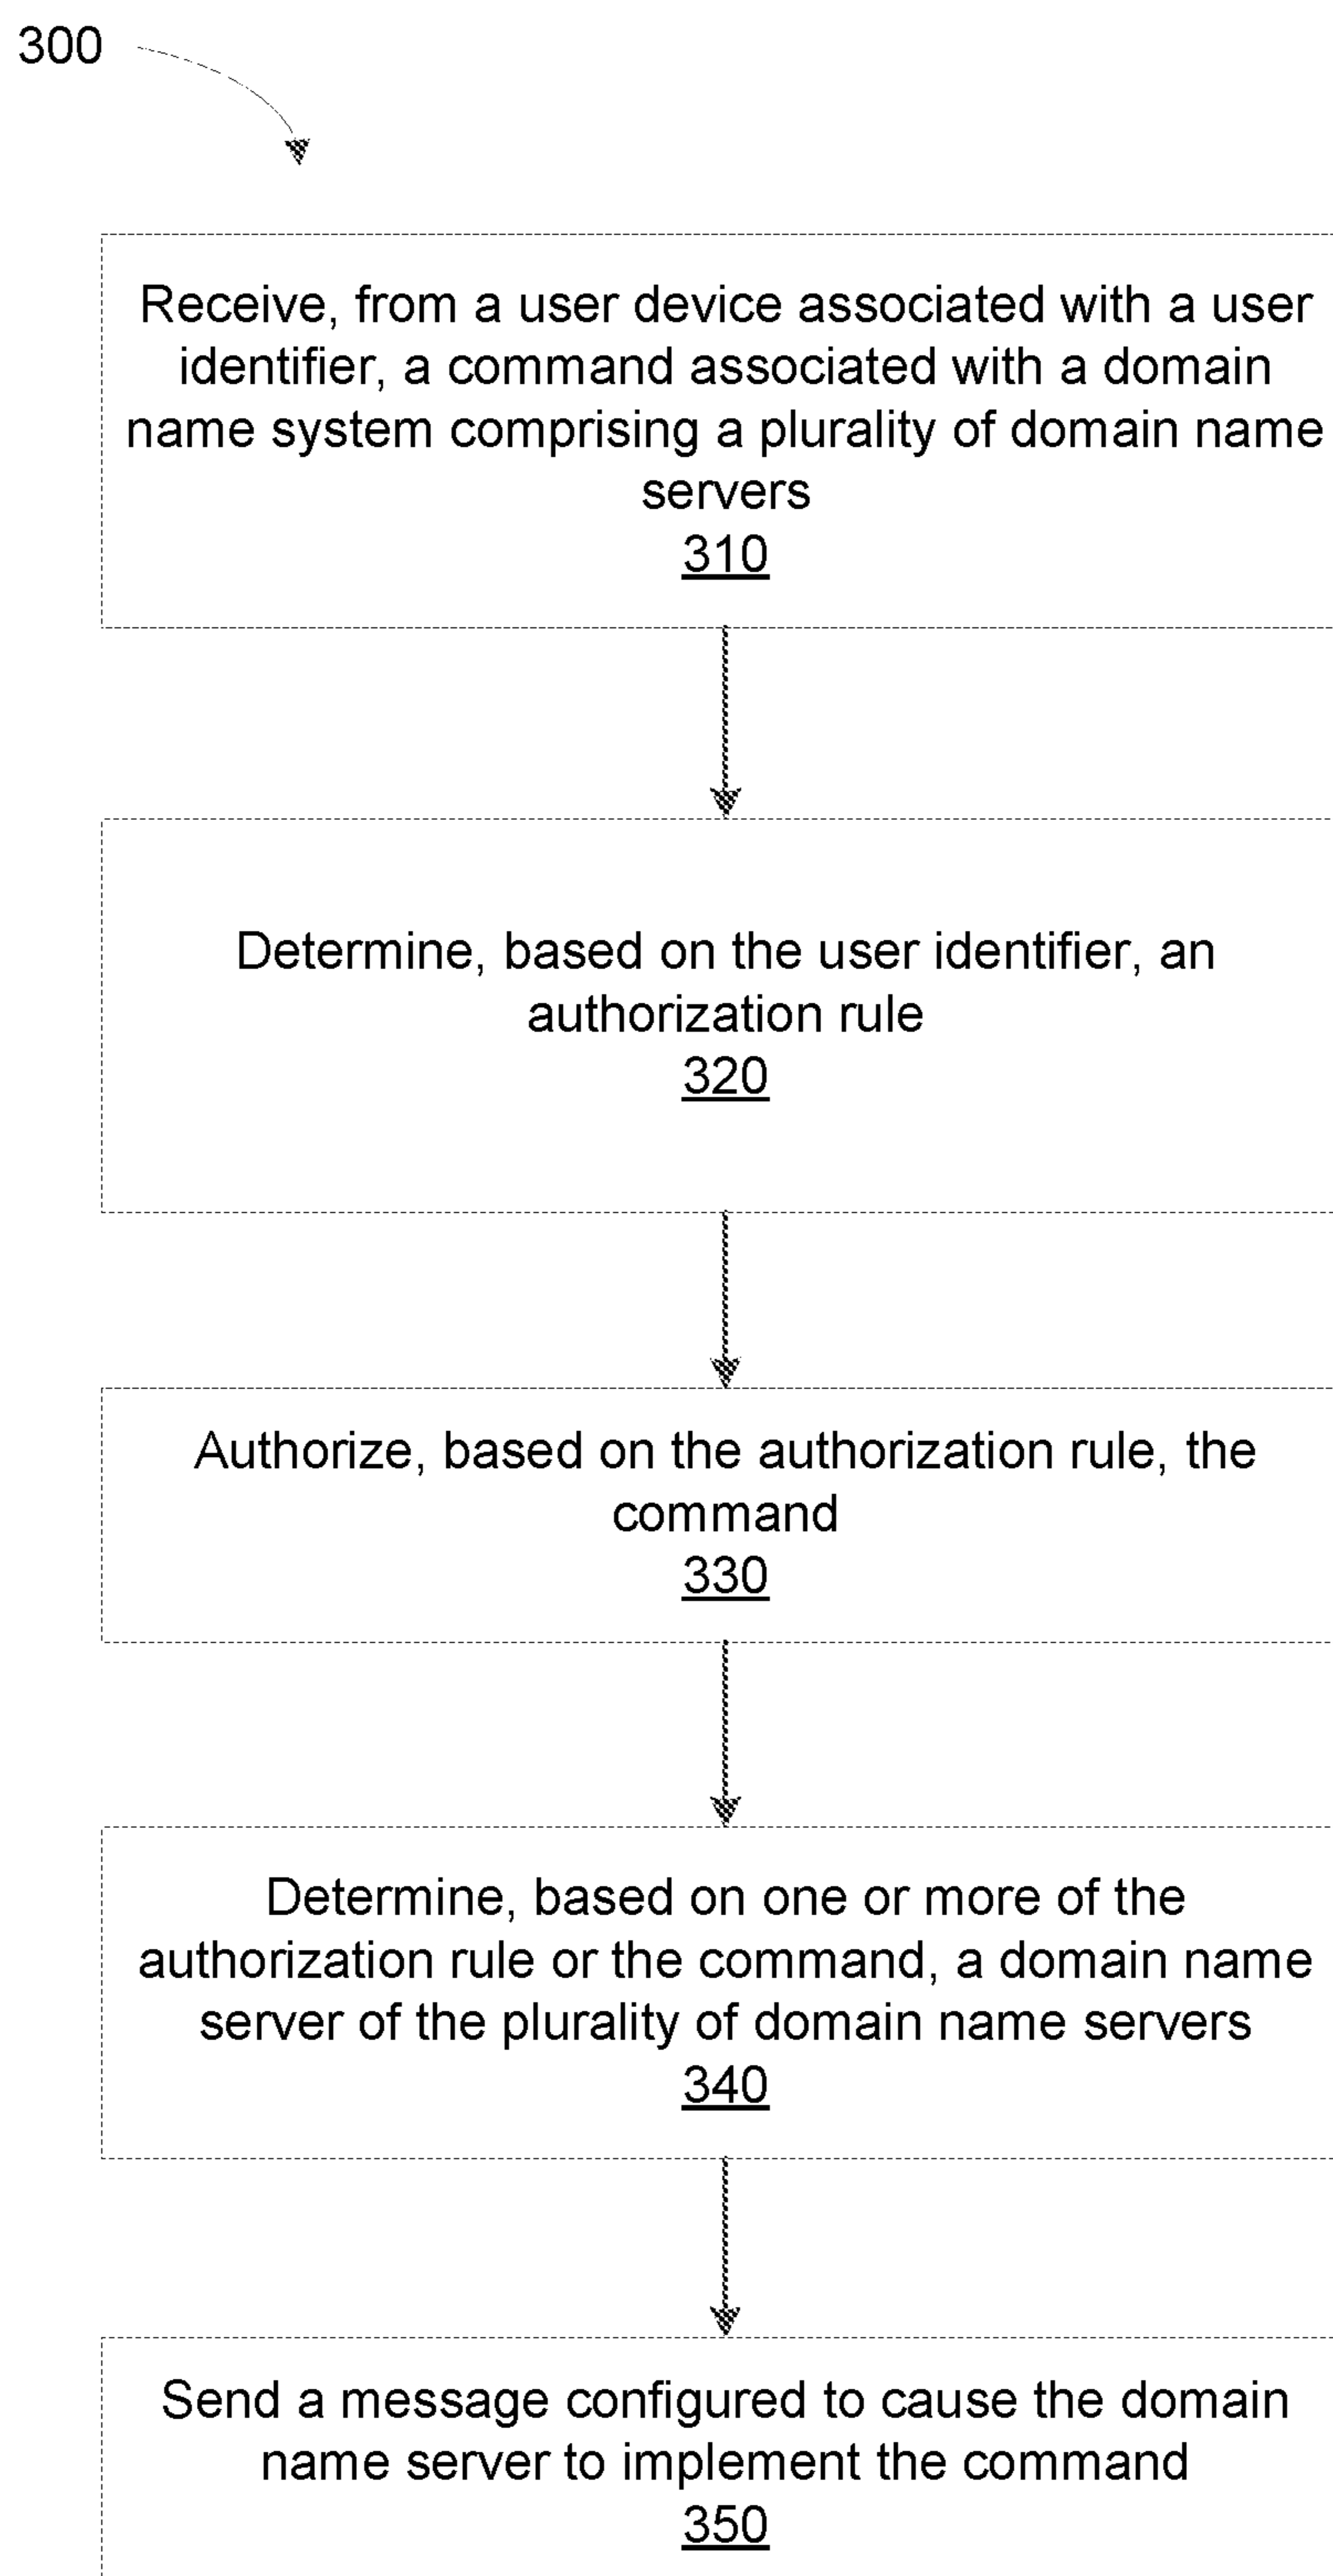 300
Receive, from a user device associated with a user
identifier, a command associated with a domain
name system comprising a plurality of domain name
servers
310
Determine, based on the user identifier, an
authorization rule
320
Authorize, based on the authorization rule, the
command
330
Determine, based on one or more of the
authorization rule or the command, a domain name
server of the plurality of domain name servers
340
Send a message configured to cause the domain
name server to implement the command
350